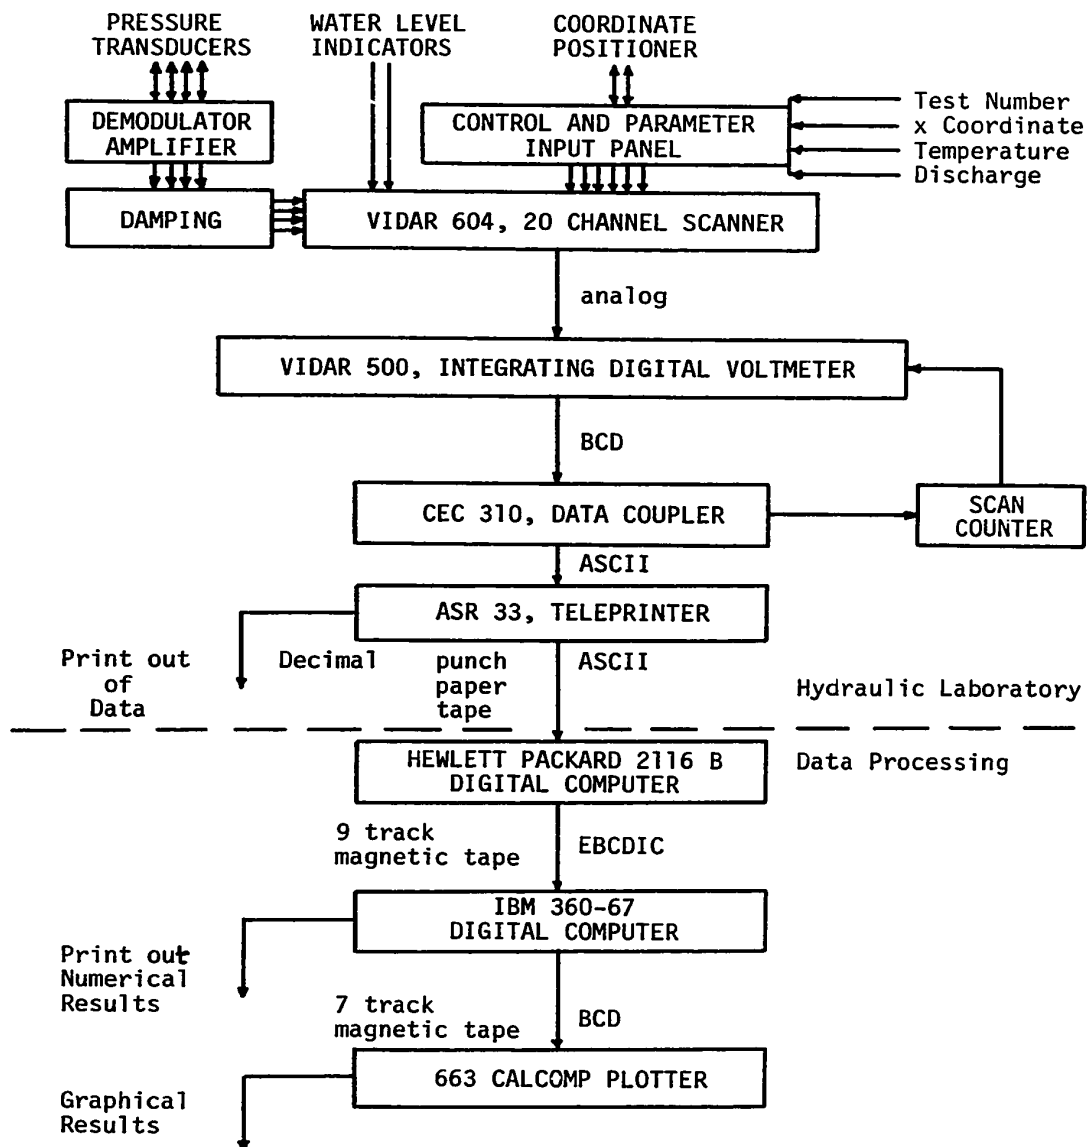 PRESSURE
TRANSDUCERS
WATER LEVEL
INDICATORS
COORDINATE
POSITIONER
DEMODULATOR
AMPLIFIER
CONTROL AND PARAMETER
INPUT PANEL
Test Number
x Coordinate
Temperature
Discharge
DAMPING
VIDAR 604, 20 CHANNEL SCANNER
analog
VIDAR 500, INTEGRATING DIGITAL VOLTMETER
BCD
CEC 310, DATA COUPLER
SCAN
COUNTER
ASCII
ASR 33, TELEPRINTER
Print out
of
Data
Decimal
punch
paper
tape
ASCII
Hydraulic Laboratory
HEWLETT PACKARD 2116 B
DIGITAL COMPUTER
Data Processing
9 track
magnetic tape
EBCDIC
IBM 360-67
DIGITAL COMPUTER
Print out
Numerical
Results
7 track
magnetic tape
BCD
663 CALCOMP PLOTTER
Graphical
Results